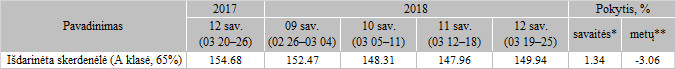 Pavadinimas 2017 2018 Pokytis, %
12 sav. (03 20–26) 09 sav. (02 26–03 04) 10 sav. (03 05–11) 11 sav. (03 12–18) 12 sav. (03 19–25) savaitės* metų**
Išdarinėta skerdenėlė (A klasė, 65%) 154.68 152.47 148.31 147.96 149.94 1.34 -3.06